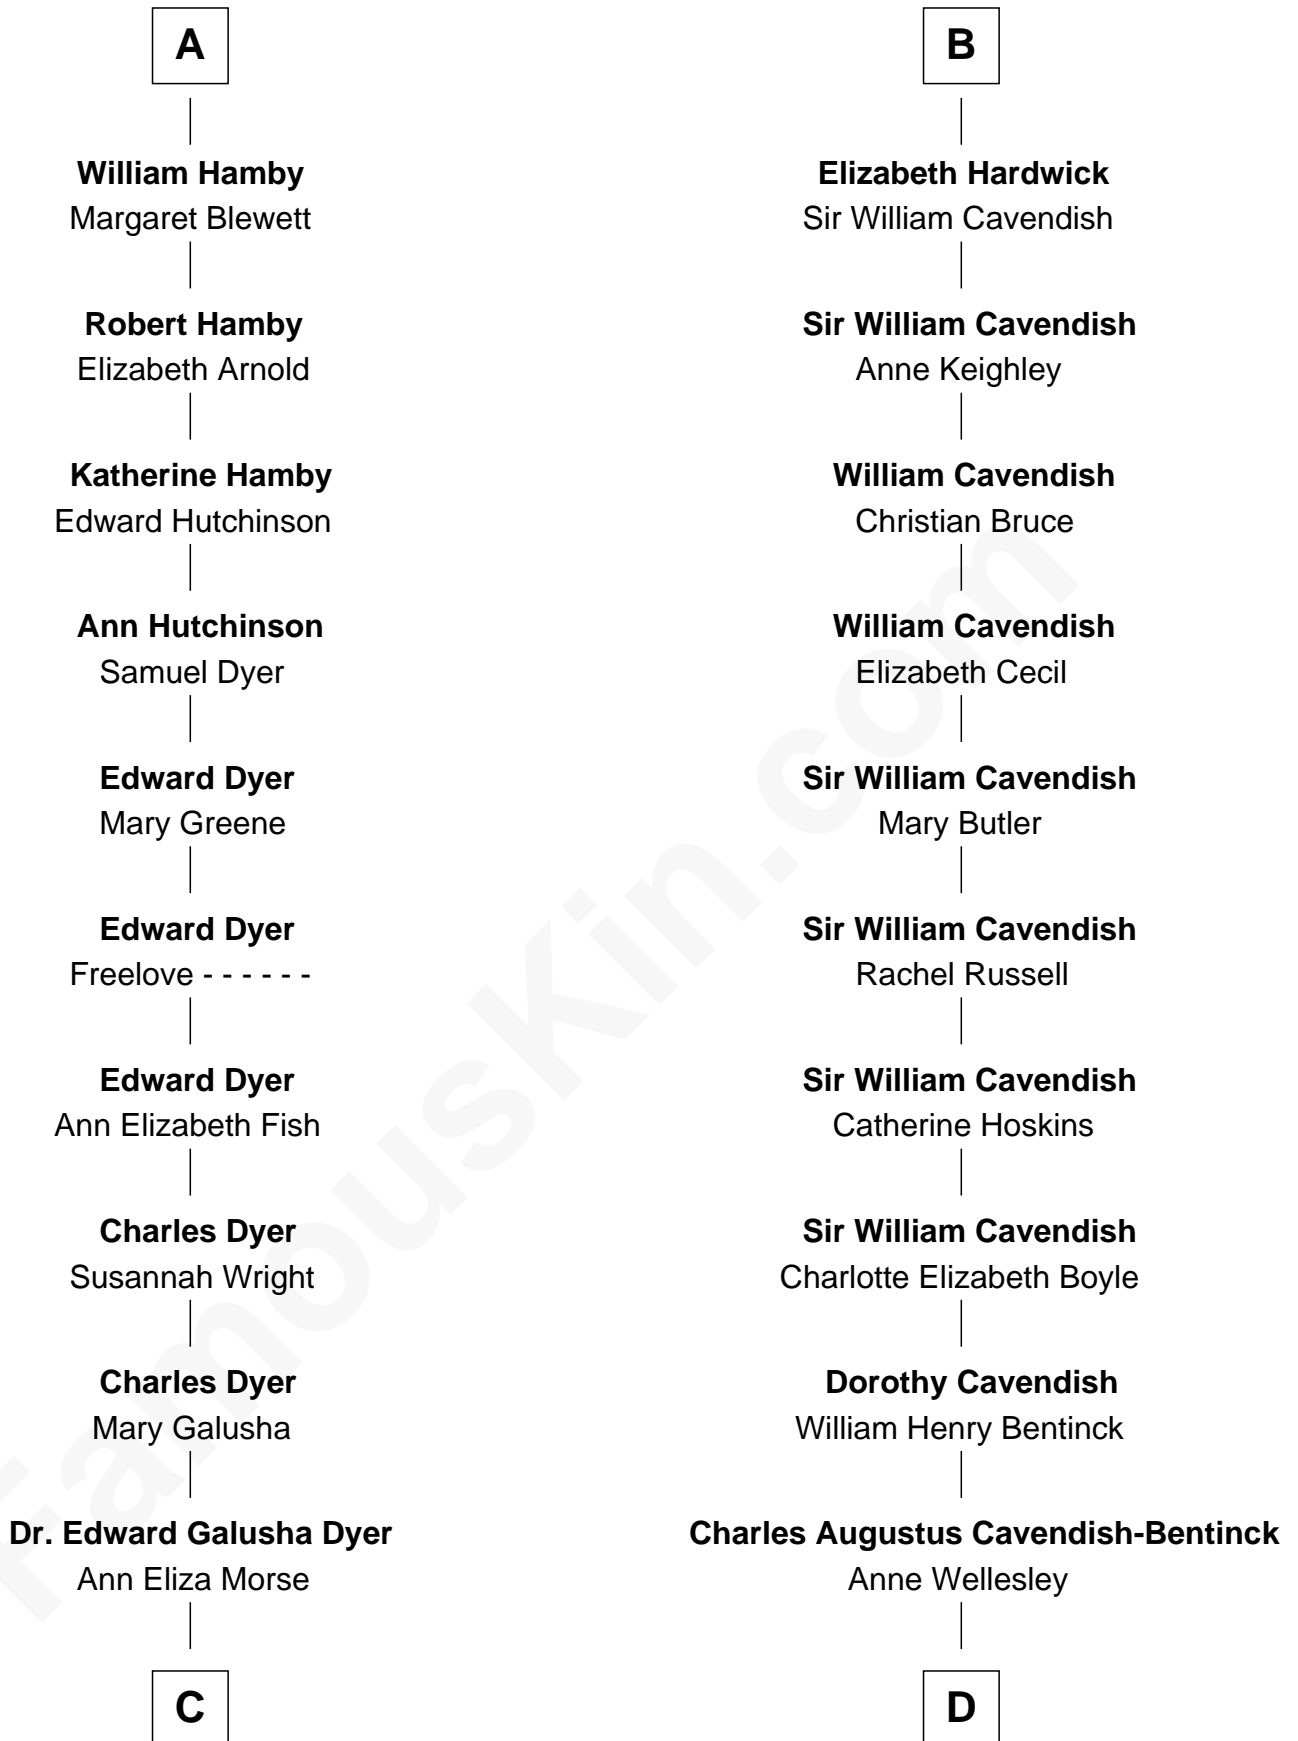 A
William Hamby
Margaret Blewett
Robert Hamby
Elizabeth Arnold
Katherine Hamby
Edward Hutchinson
Ann Hutchinson
Samuel Dyer
Edward Dyer
Mary Greene
Edward Dyer
Freelove - - - - - -
Edward Dyer
Ann Elizabeth Fish
Charles Dyer
Susannah Wright
Charles Dyer
Mary Galusha
Dr. Edward Galusha Dyer
Ann Eliza Morse
C
B
Elizabeth Hardwick
Sir William Cavendish
Sir William Cavendish
Anne Keighley
William Cavendish
Christian Bruce
William Cavendish
Elizabeth Cecil
Sir William Cavendish
Mary Butler
Sir William Cavendish
Rachel Russell
Sir William Cavendish
Catherine Hoskins
Sir William Cavendish
Charlotte Elizabeth Boyle
Dorothy Cavendish
William Henry Bentinck
Charles Augustus Cavendish-Bentinck
Anne Wellesley
D
FamousKin.com